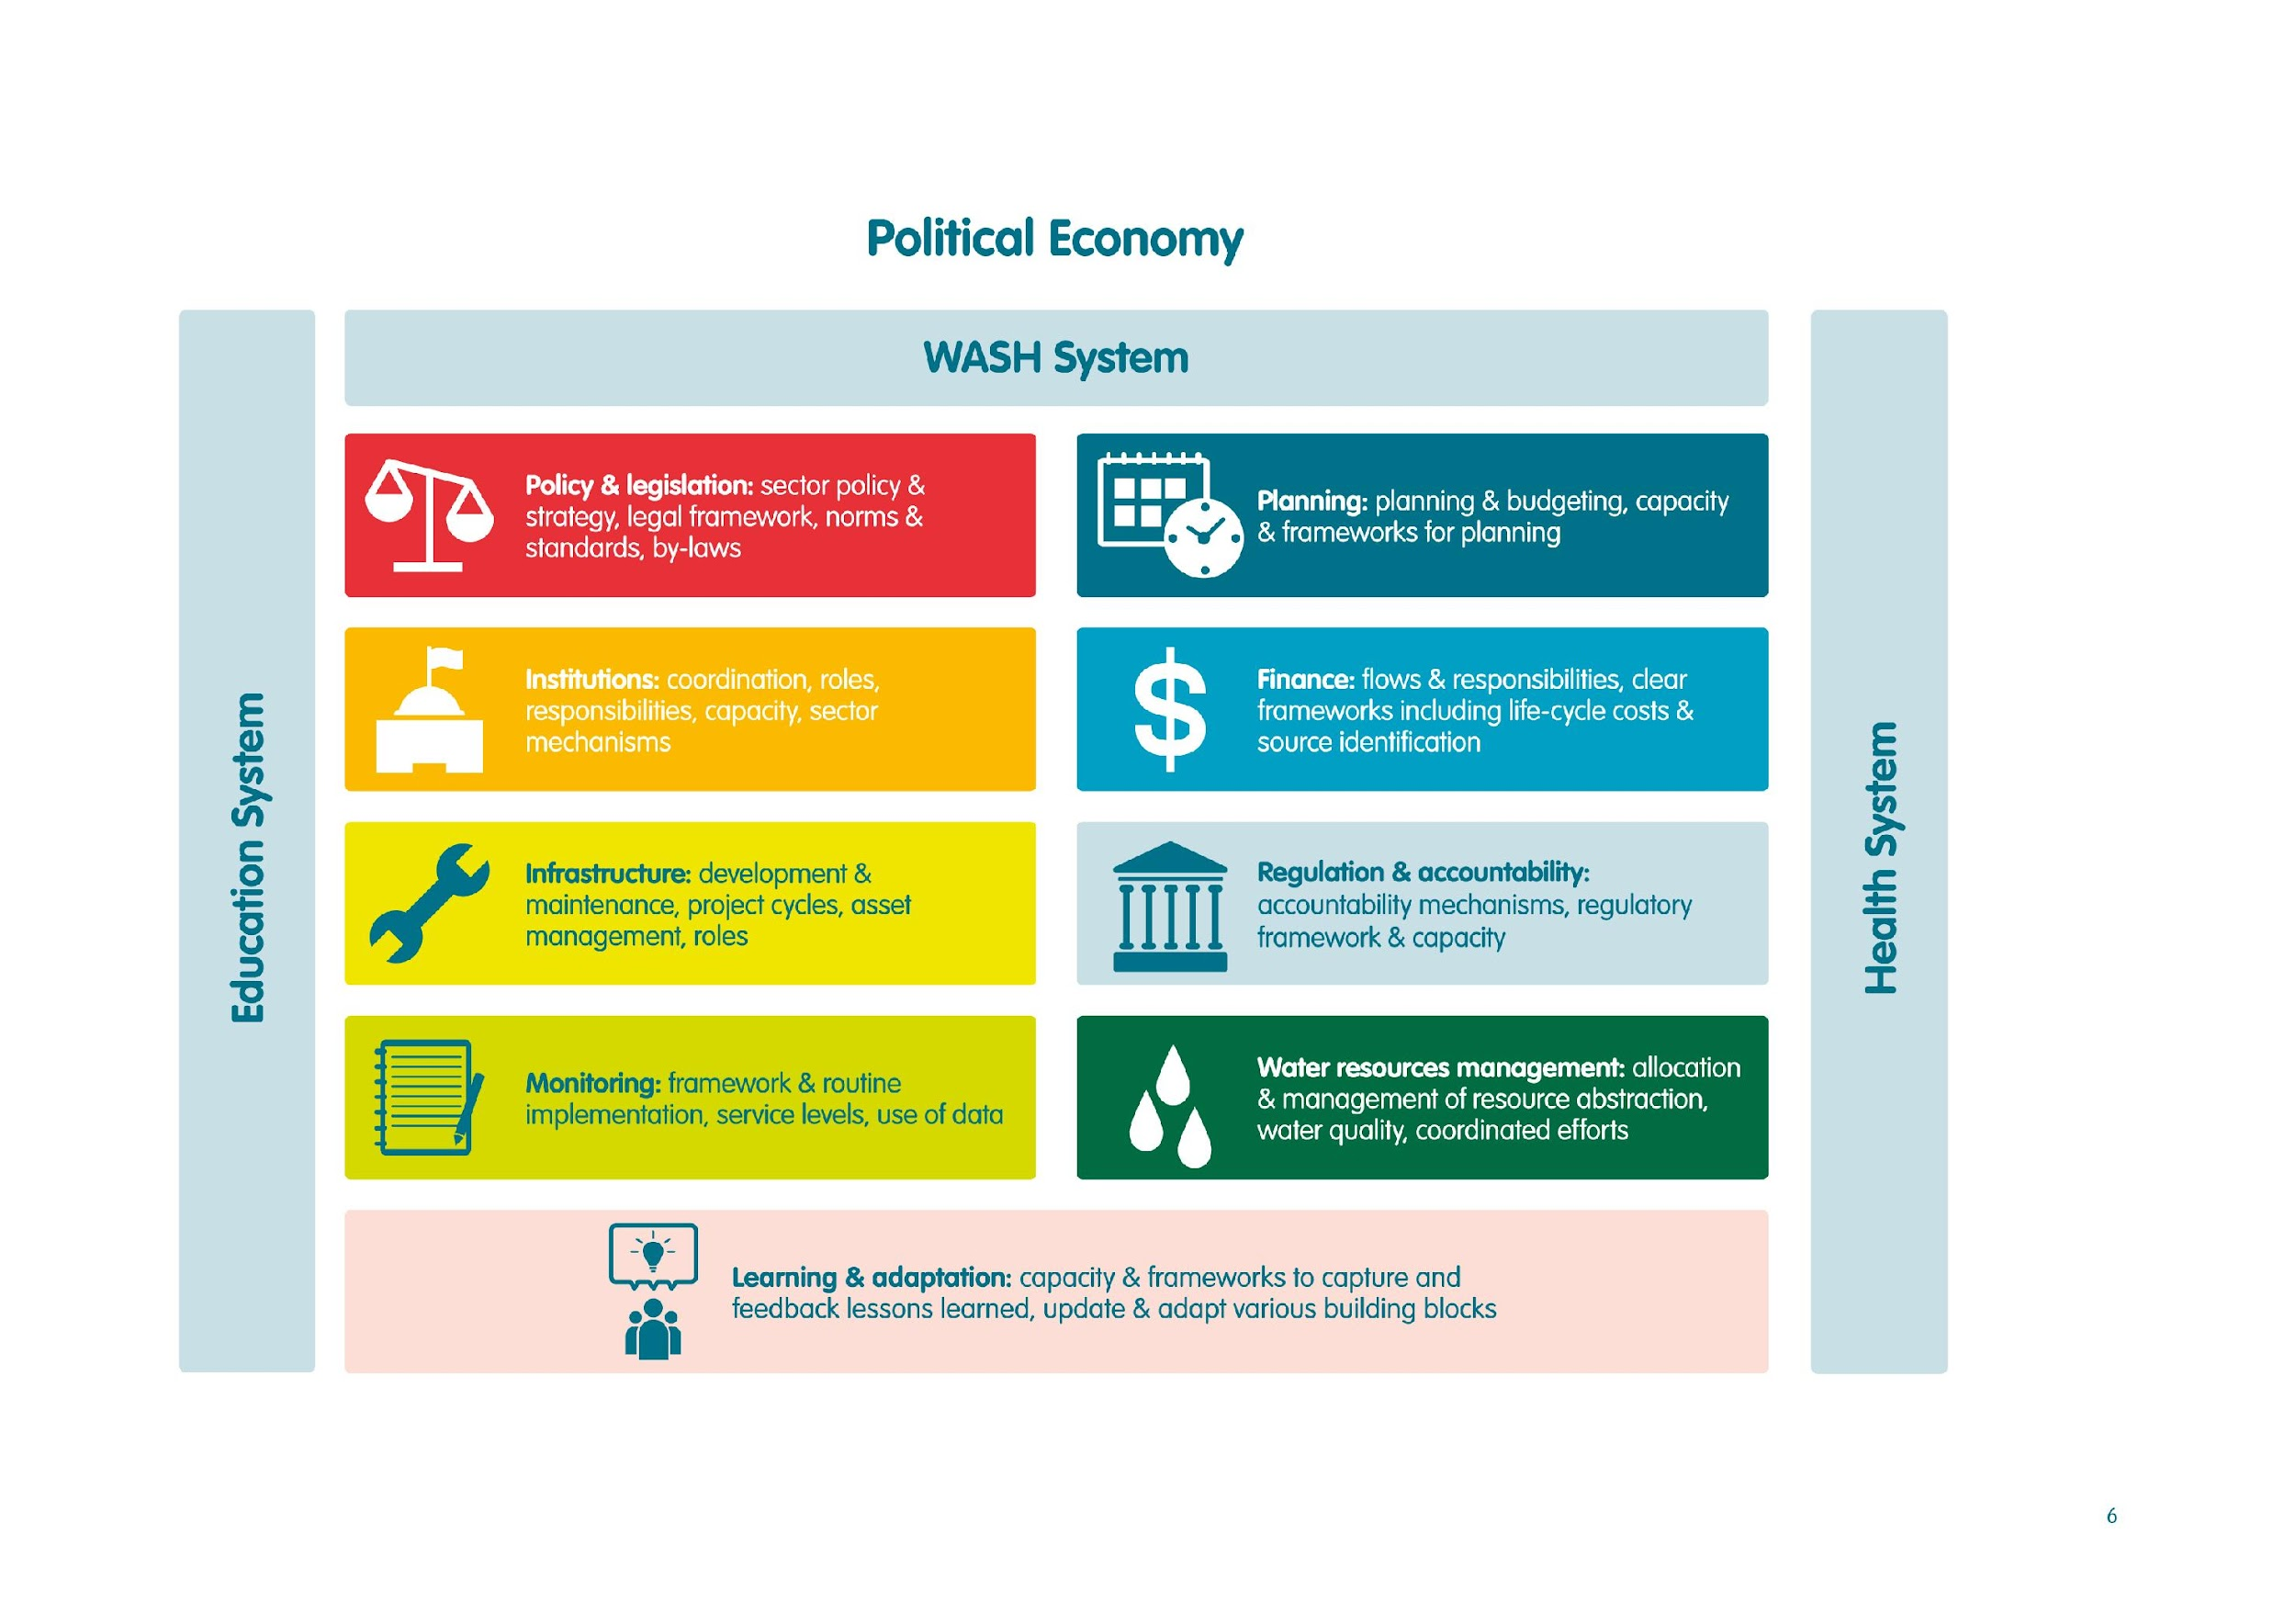 Political Economy
WASH System
Education System
Policy & legislation: sector policy &
strategy, legal framework, norms &
standards, by-laws
Planning: planning & budgeting, capacity
& frameworks for planning
Institutions: coordination, roles,
responsibilities, capacity, sector
mechanisms
Finance: flows & responsibilities, clear
frameworks including life-cycle costs &
source identification
Infrastructure: development &
maintenance, project cycles, asset
management, roles
Regulation & accountability:
accountability mechanisms, regulatory
framework & capacity
Monitoring: framework & routine
implementation, service levels, use of data
Water resources management: allocation
& management of resource abstraction,
water quality, coordinated efforts
Learning & adaptation: capacity & frameworks to capture and
feedback lessons learned, update & adapt various building blocks
Health System
6